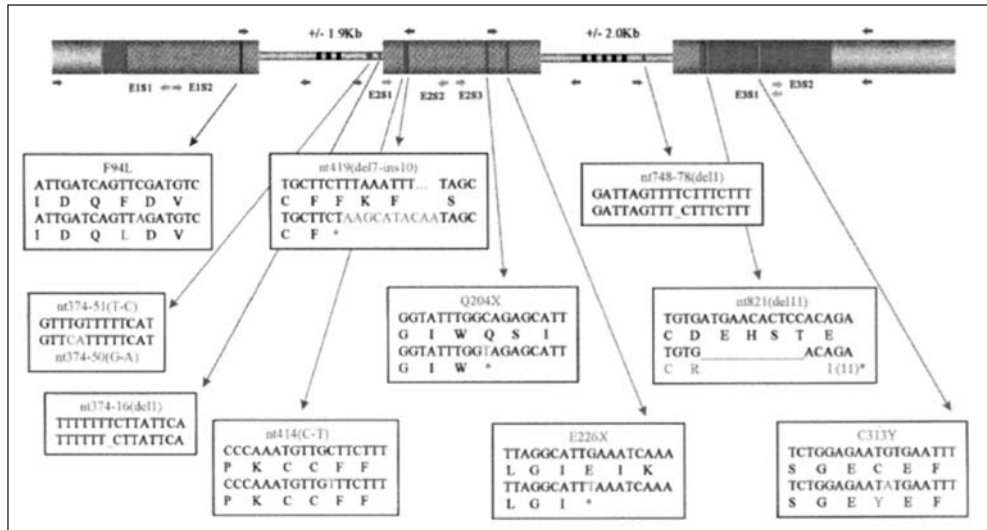 +/- 1.9Kb
+/- 2.0Kb
E1S1 E1S2
E2S1
E2S2 E2S3
E3S1 E3S2
F94L
ATTGATCAGTTCGATGTC
I D Q F D V
ATTGATCAGTTAGATGTC
I D Q L D V
nt419(del7-ins10)
TGCTTCTTTAAATTT... TAGC
C F F K F S
TGCTTCTAAGCATACAATAGC
C F *
nt748-78(del1)
GATTAGTTTTCTTTCTTT
GATTAGTTT_CTTTCTTT
nt374-51(T-C)
GTTTGTTTTTCAT
GTTCATTTTTCAT
nt374-50(G-A)
Q204X
GGTATTTGGCAGAGCATT
G I W Q S I
GGTATTTGGTAGAGCATT
G I W *
nt821(del11)
TGTGATGAACACTCCACAGA
C D E H S T E
TGTG___________ACAGA
C R I (11)*
nt374-16(del1)
TTTTTTTCTTATTCA
TTTTTT_CTTATTCA
nt414(C-T)
CCCAAATGTTGCTTCTTT
P K C C F F
CCCAAATGTTGTTTCTTT
P K C C F F
E226X
TTAGGCATTGAAATCAAA
L G I E I K
TTAGGCATTTAAATCAAA
L G I *
C313Y
TCTGGAGAATGTGAATTT
S G E C E F
TCTGGAGAATATGAATTT
S G E Y E F